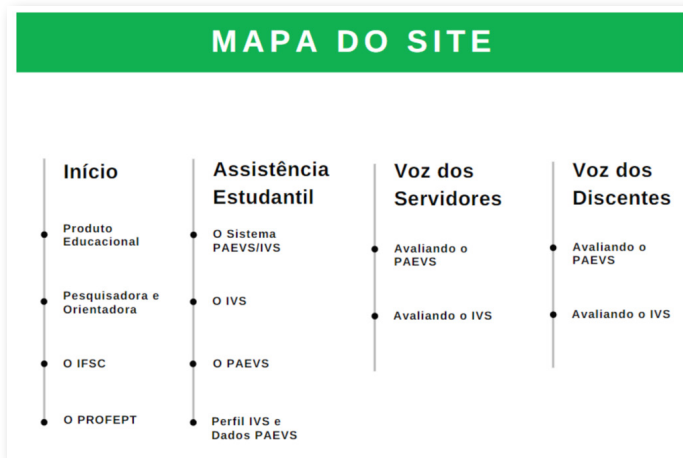 MAPA DO SITE
Início
Produto
Educacional
Pesquisadora e
Orientadora
O IFSC
O PROFEPT
Assistência
Estudantil
O Sistema
PAEVS/IVS
O IVS
O PAEVS
Perfil IVS e
Dados PAEVS
Voz dos
Servidores
Avaliando o
PAEVS
Avaliando o IVS
Voz dos
Discentes
Avaliando o
PAEVS
Avaliando o IVS